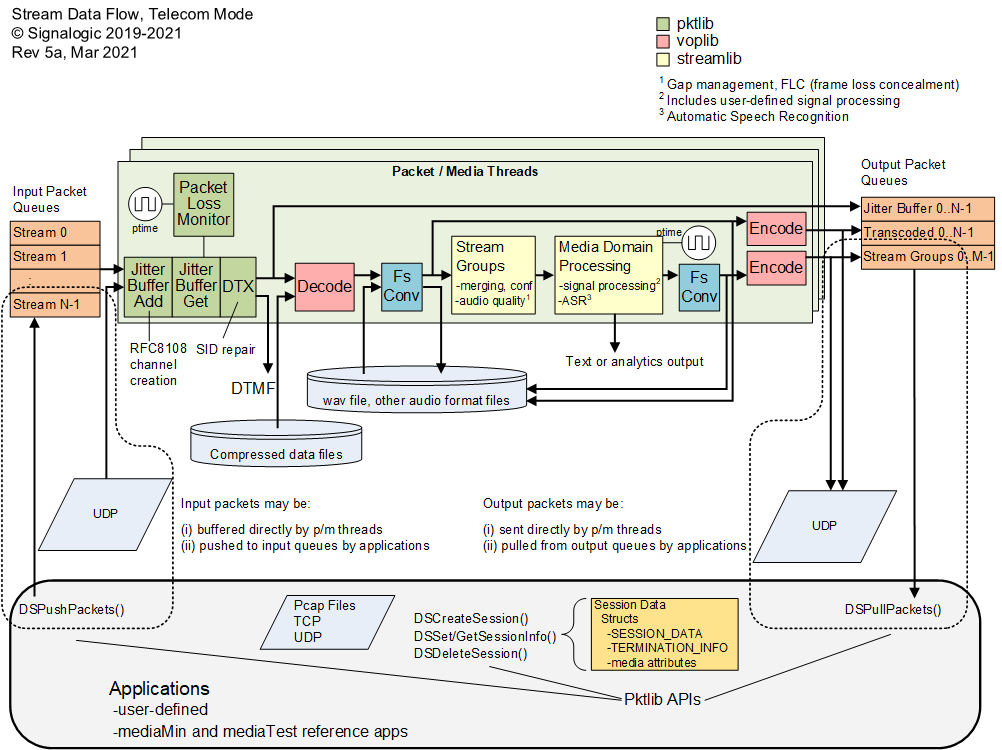 Stream Data Flow, Telecom Mode
© Signalogic 2019-2021
Rev 5a, Mar 2021
pktlib
voplib
streamlib
1 Gap management, FLC (frame loss concealment)
2 Includes user-defined signal processing
3 Automatic Speech Recognition
Packet / Media Threads
Input Packet
Queues
Stream 0
Stream 1
:
Stream N-1
ptime
Packet
Loss
Monitor
Jitter
Buffer
Add
Jitter
Buffer
Get
DTX
RFC8108
channel
creation
SID repair
DTMF
Decode
Fs
Conv
Stream
Groups
-merging, conf
-audio quality1
Media Domain
Processing
-signal processing2
-ASR3
ptime
Fs
Conv
Encode
Encode
Output Packet
Queues
Jitter Buffer 0..N-1
Transcoded 0..N-1
Stream Groups 0..M-1
Text or analytics output
wav file, other audio format files
Compressed data files
UDP
Input packets may be:
(i) buffered directly by p/m threads
(ii) pushed to input queues by applications
Output packets may be:
(i) sent directly by p/m threads
(ii) pulled from output queues by applications
UDP
DSPushPackets()
Pcap Files
TCP
UDP
DSCreateSession()
DSSet/GetSessionInfo()
DSDeleteSession()
Session Data
Structs
-SESSION_DATA
-TERMINATION_INFO
-media attributes
DSPullPackets()
Pktlib APIs
Applications
-user-defined
-mediaMin and mediaTest reference apps